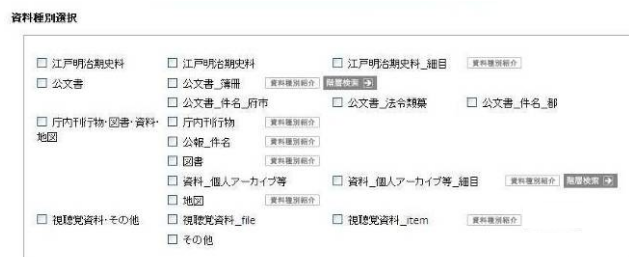 資料種別選択
江戸明治期史料 江戸明治期史料 江戸明治期史料_細目 資料種別紹介
公文書 公文書_簿冊 資料種別紹介 階層検索
公文書_件名_府市 公文書_法令類纂 公文書_件名_都
庁内刊行物・図書・資料・地図 庁内刊行物 資料種別紹介
公報_件名 資料種別紹介
図書 資料種別紹介
資料_個人アーカイブ等 資料_個人アーカイブ等_細目 資料種別紹介 階層検索
地図 資料種別紹介
視聴覚資料・その他 視聴覚資料_file 視聴覚資料_item 資料種別紹介
その他